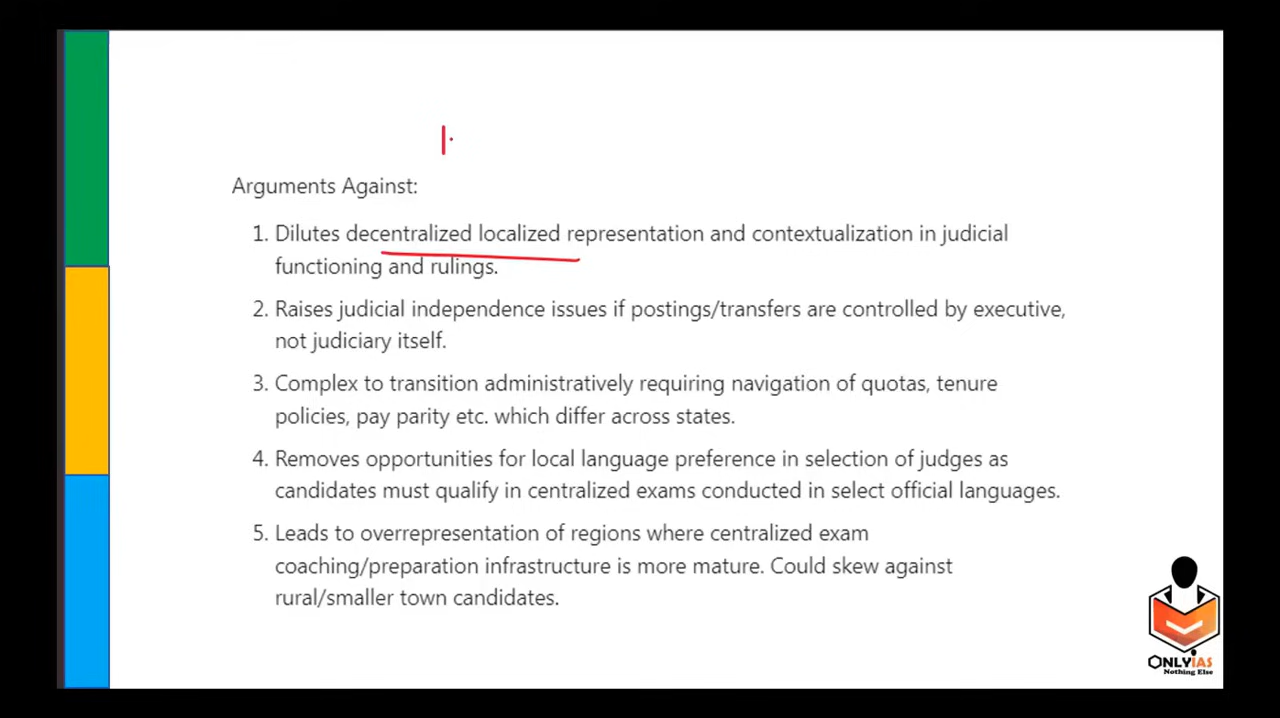 Arguments Against:
1. Dilutes decentralized localized representation and contextualization in judicial
functioning and rulings.
2. Raises judicial independence issues if postings/transfers are controlled by executive,
not judiciary itself.
3. Complex to transition administratively requiring navigation of quotas, tenure
policies, pay parity etc. which differ across states.
4. Removes opportunities for local language preference in selection of judges as
candidates must qualify in centralized exams conducted in select official languages.
5. Leads to overrepresentation of regions where centralized exam
coaching/preparation infrastructure is more mature. Could skew against
rural/smaller town candidates.
ONLYIAS
Nothing Else